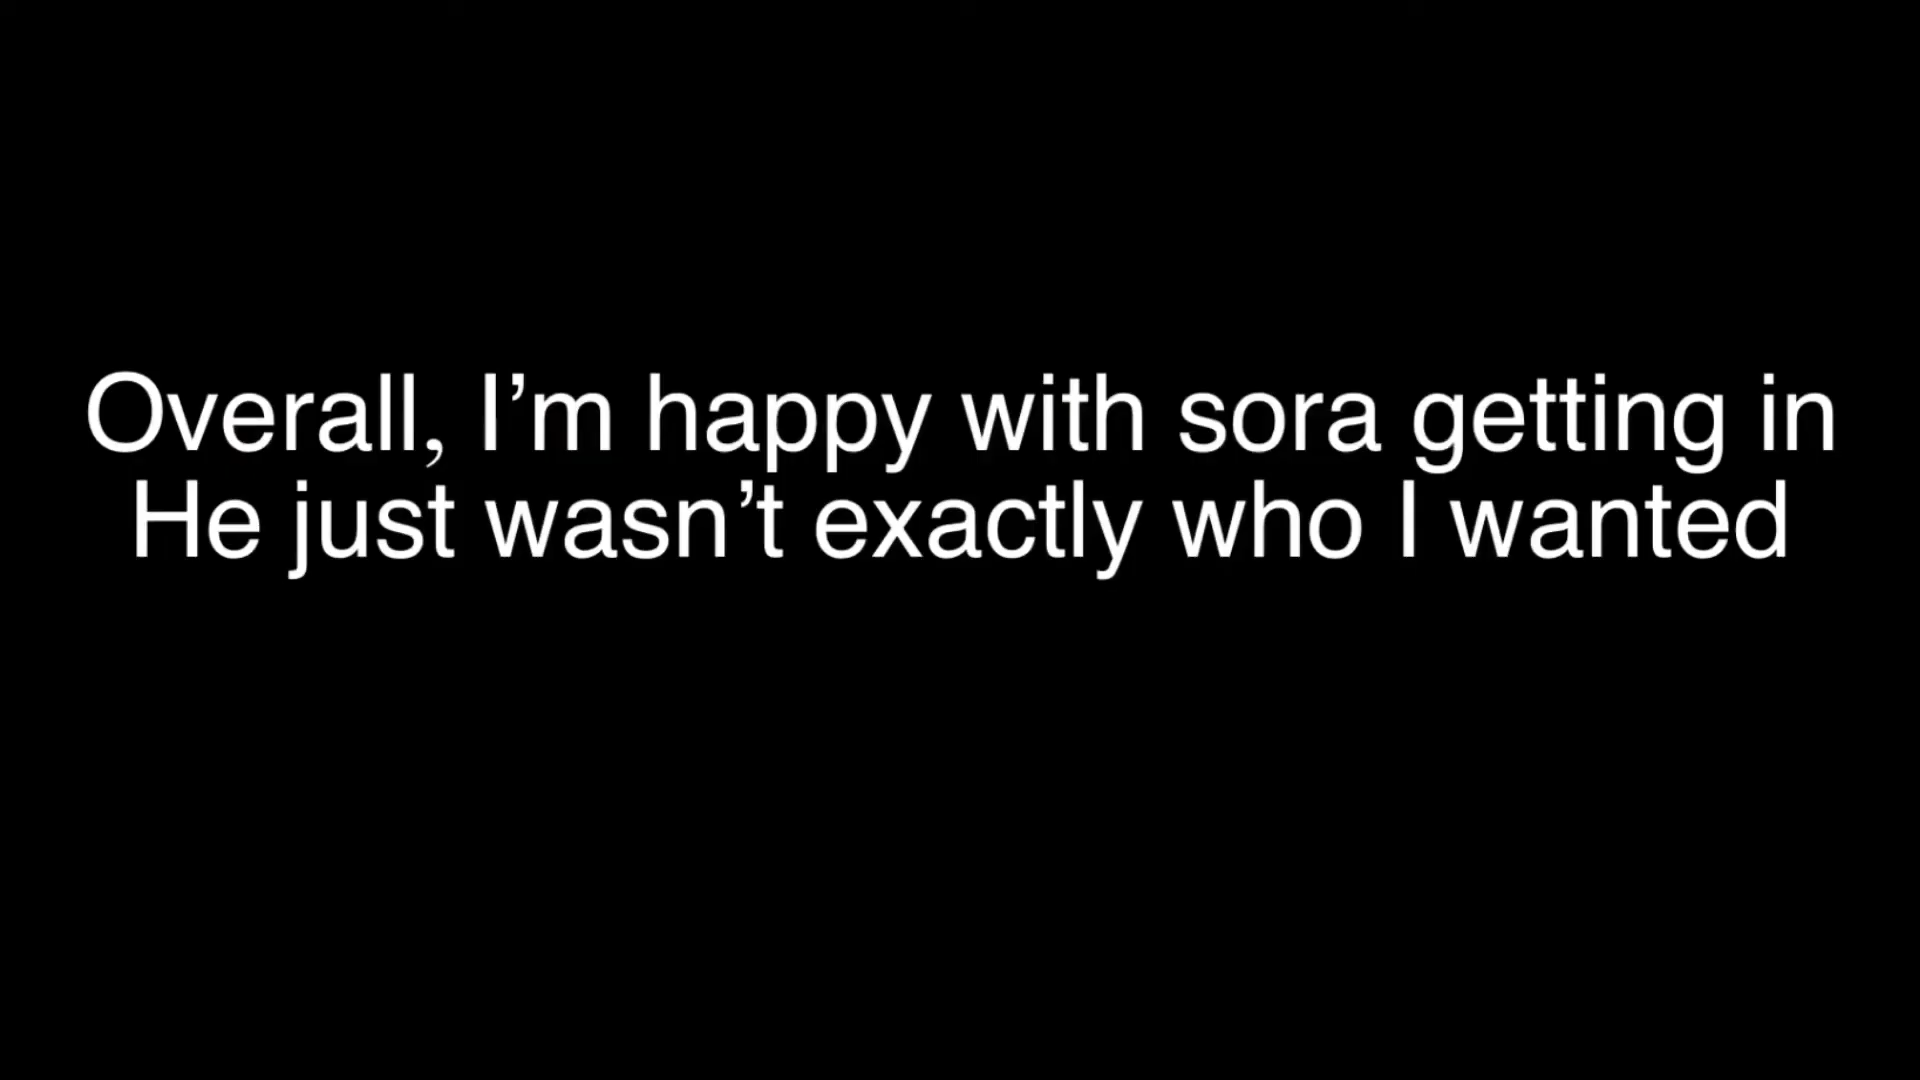 Overall, I’m happy with sora getting in
He just wasn’t exactly who I wanted